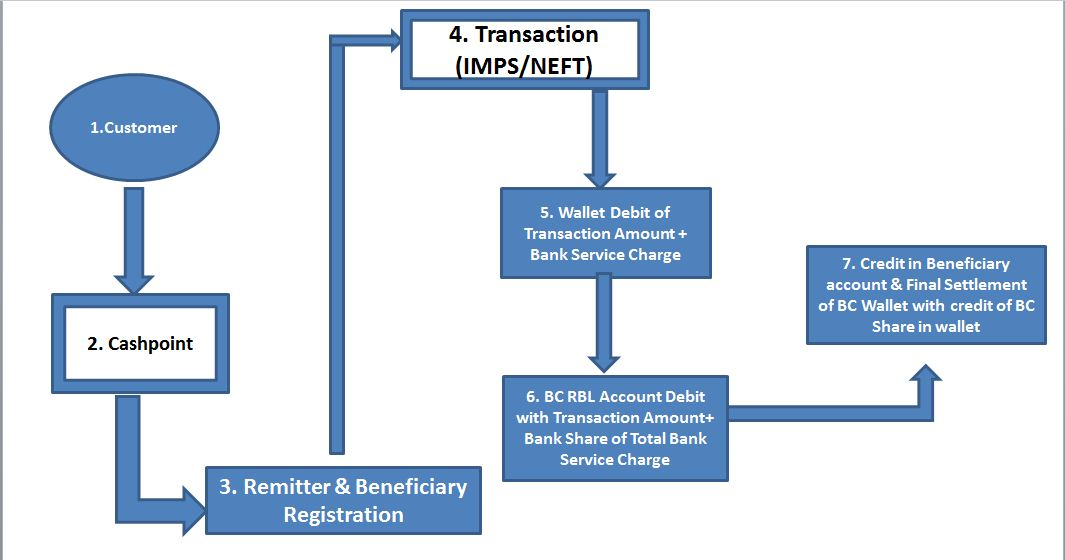 1.Customer
2. Cashpoint
3. Remitter & Beneficiary
Registration
4. Transaction
(IMPS/NEFT)
5. Wallet Debit of
Transaction Amount +
Bank Service Charge
6. BC RBL Account Debit
with Transaction Amount+
Bank Share of Total Bank
Service Charge
7. Credit in Beneficiary
account & Final Settlement
of BC Wallet with credit of BC
Share in wallet